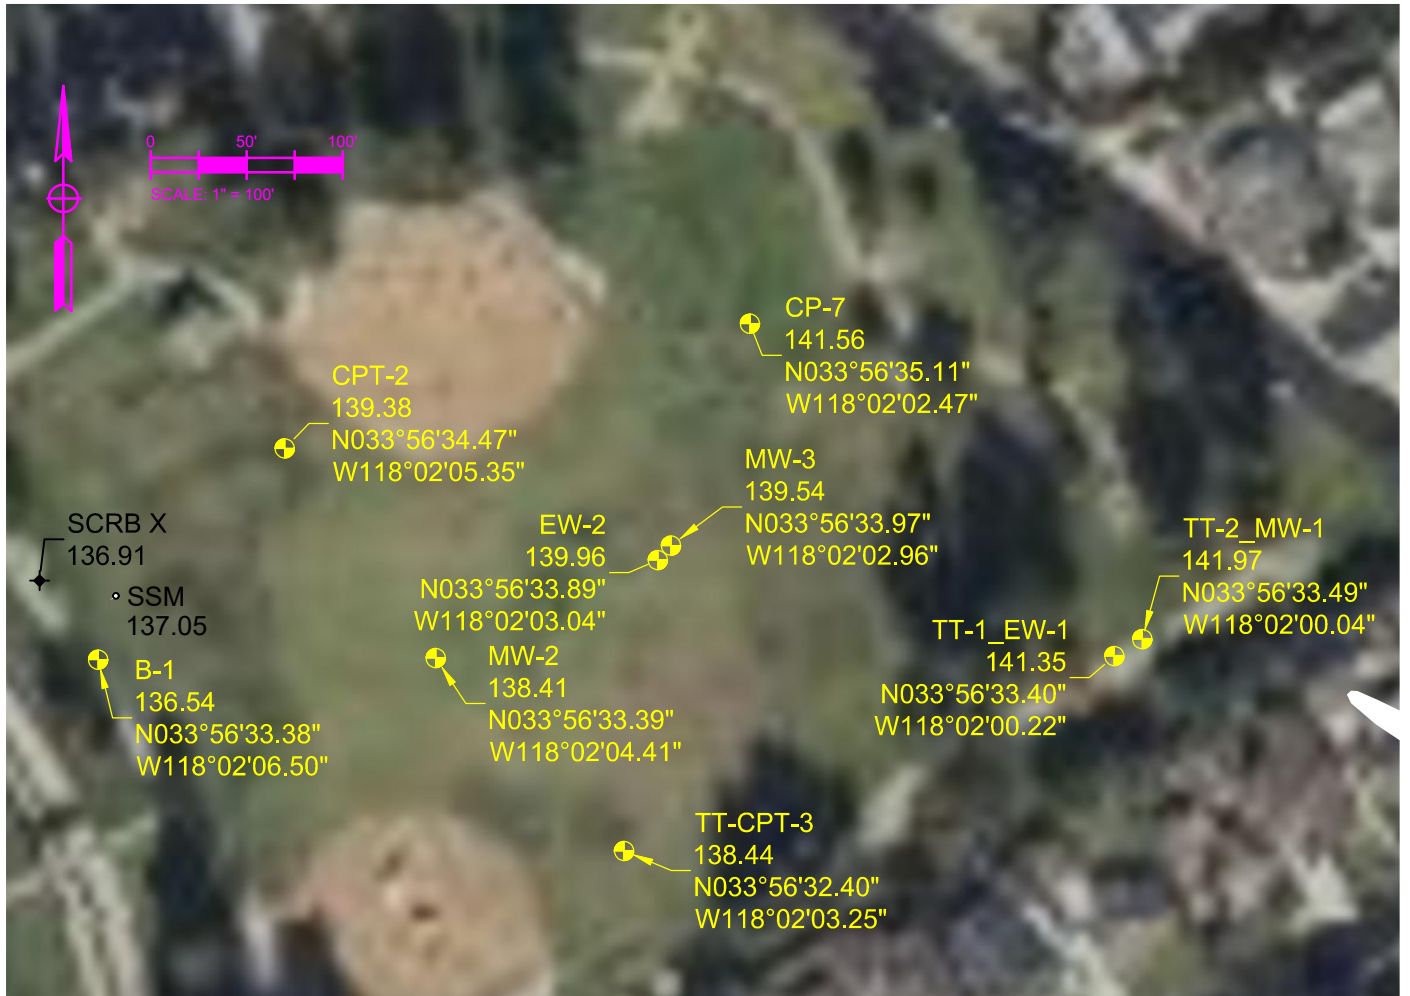 0 50' 100'
SCALE: 1" = 100'
CP-7
141.56
N033°56'35.11"
W118°02'02.47"
CPT-2
139.38
N033°56'34.47"
W118°02'05.35"
MW-3
139.54
N033°56'33.97"
W118°02'02.96"
EW-2
139.96
N033°56'33.89"
W118°02'03.04"
SCRB X
136.91
SSM
137.05
TT-2_MW-1
141.97
N033°56'33.49"
W118°02'00.04"
TT-1_EW-1
141.35
N033°56'33.40"
W118°02'00.22"
B-1
136.54
N033°56'33.38"
W118°02'06.50"
MW-2
138.41
N033°56'33.39"
W118°02'04.41"
TT-CPT-3
138.44
N033°56'32.40"
W118°02'03.25"